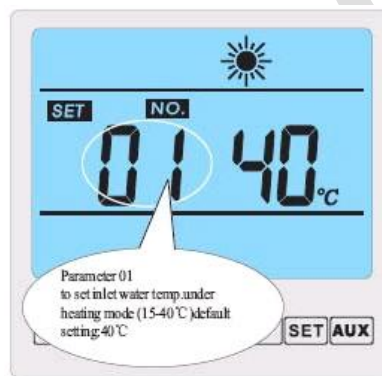 SET NO.
01 40 °C
Parameter 01
to set inlet water temp.under
heating mode (15-40℃)default
setting:40℃
SET AUX